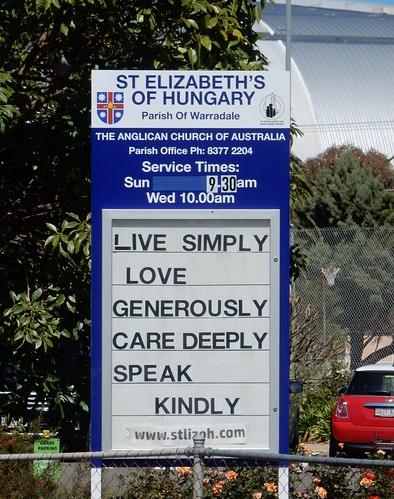 ST ELIZABETH'S
OF HUNGARY
Parish Of Warradale
THE ANGLICAN CHURCH OF AUSTRALIA
Parish Office Ph: 8377 2204
Service Times:
Sun 9.30am
Wed 10.00am
LIVE SIMPLY
LOVE
GENEROUSLY
CARE DEEPLY
SPEAK
KINDLY
www.stlizoh.com
PARKING